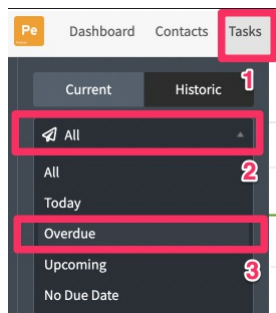 Pe Dashboard Contacts Tasks
1
Current Historic
All
2
All
Today
Overdue
Upcoming
3
No Due Date